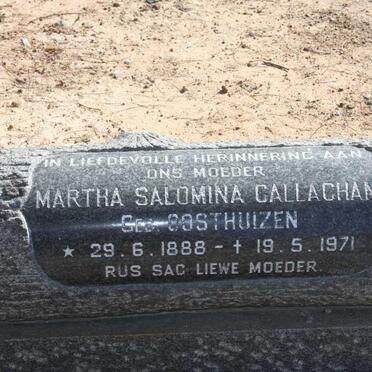 IN LIEFDEVOLLE HERINNERING AAN
ONS MOEDER
MARTHA SALOMINA CALLAGHAN
GEB. OOSTHUIZEN
★ 29.6.1888 - ✝ 19.5.1971
RUS SAG LIEWE MOEDER.